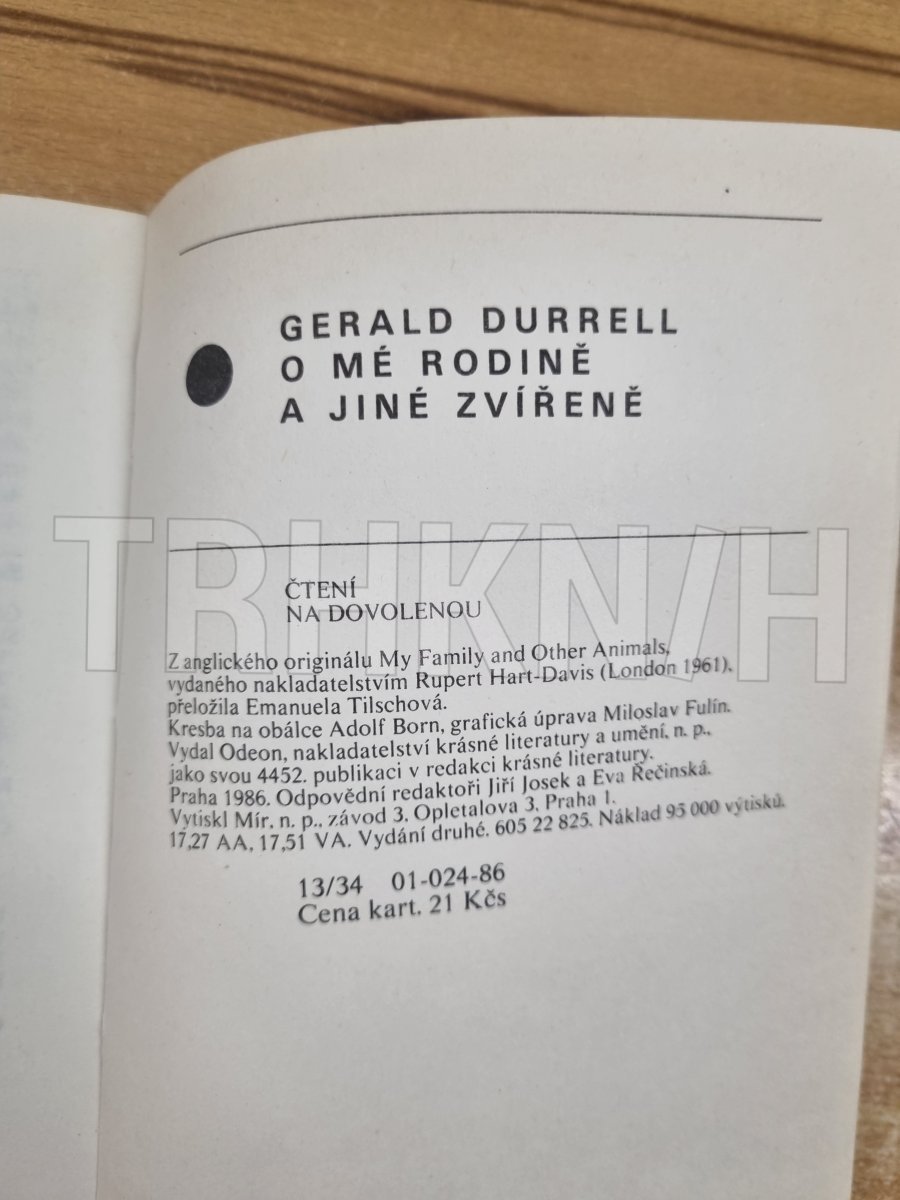 GERALD DURRELL
O MÉ RODINĚ
A JINÉ ZVÍŘENĚ
TRHKNIH
ČTENÍ
NA DOVOLENOU
Z anglického originálu My Family and Other Animals,
vydaného nakladatelstvím Rupert Hart-Davis (London 1961),
přeložila Emanuela Tilschová.
Kresba na obálce Adolf Born, grafická úprava Miloslav Fulín.
Vydal Odeon, nakladatelství krásné literatury a umění, n. p.,
jako svou 4452. publikaci v redakci krásné literatury.
Praha 1986. Odpovědní redaktoři Jiří Josek a Eva Řečinská.
Vytiskl Mír, n. p., závod 3, Opletalova 3, Praha 1.
17,27 AA, 17,51 VA. Vydání druhé. 605 22 825. Náklad 95 000 výtisků.
13/34 01-024-86
Cena kart. 21 Kčs